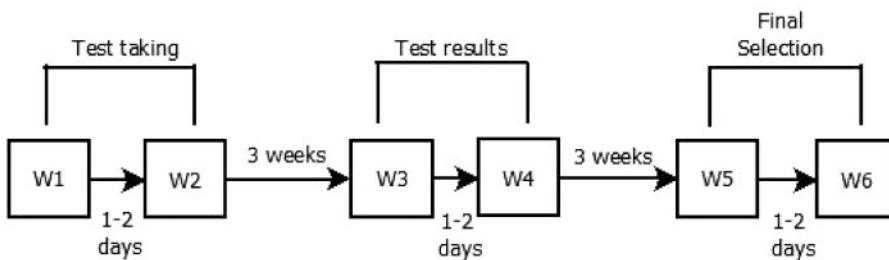 Test taking
Test results
Final
Selection
W1
W2
3 weeks
W3
W4
3 weeks
W5
W6
1-2
days
1-2
days
1-2
days